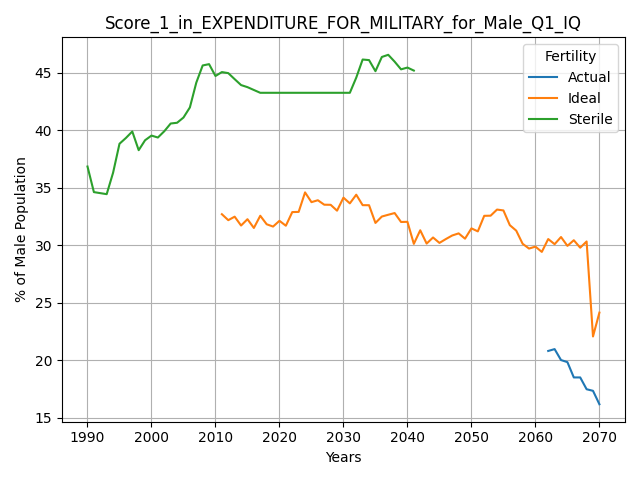 Score_1_in_EXPENDITURE_FOR_MILITARY_for_Male_Q1_IQ
Fertility
Actual
Ideal
Sterile
% of Male Population
45
40
35
30
25
20
15
1990 2000 2010 2020 2030 2040 2050 2060 2070
Years